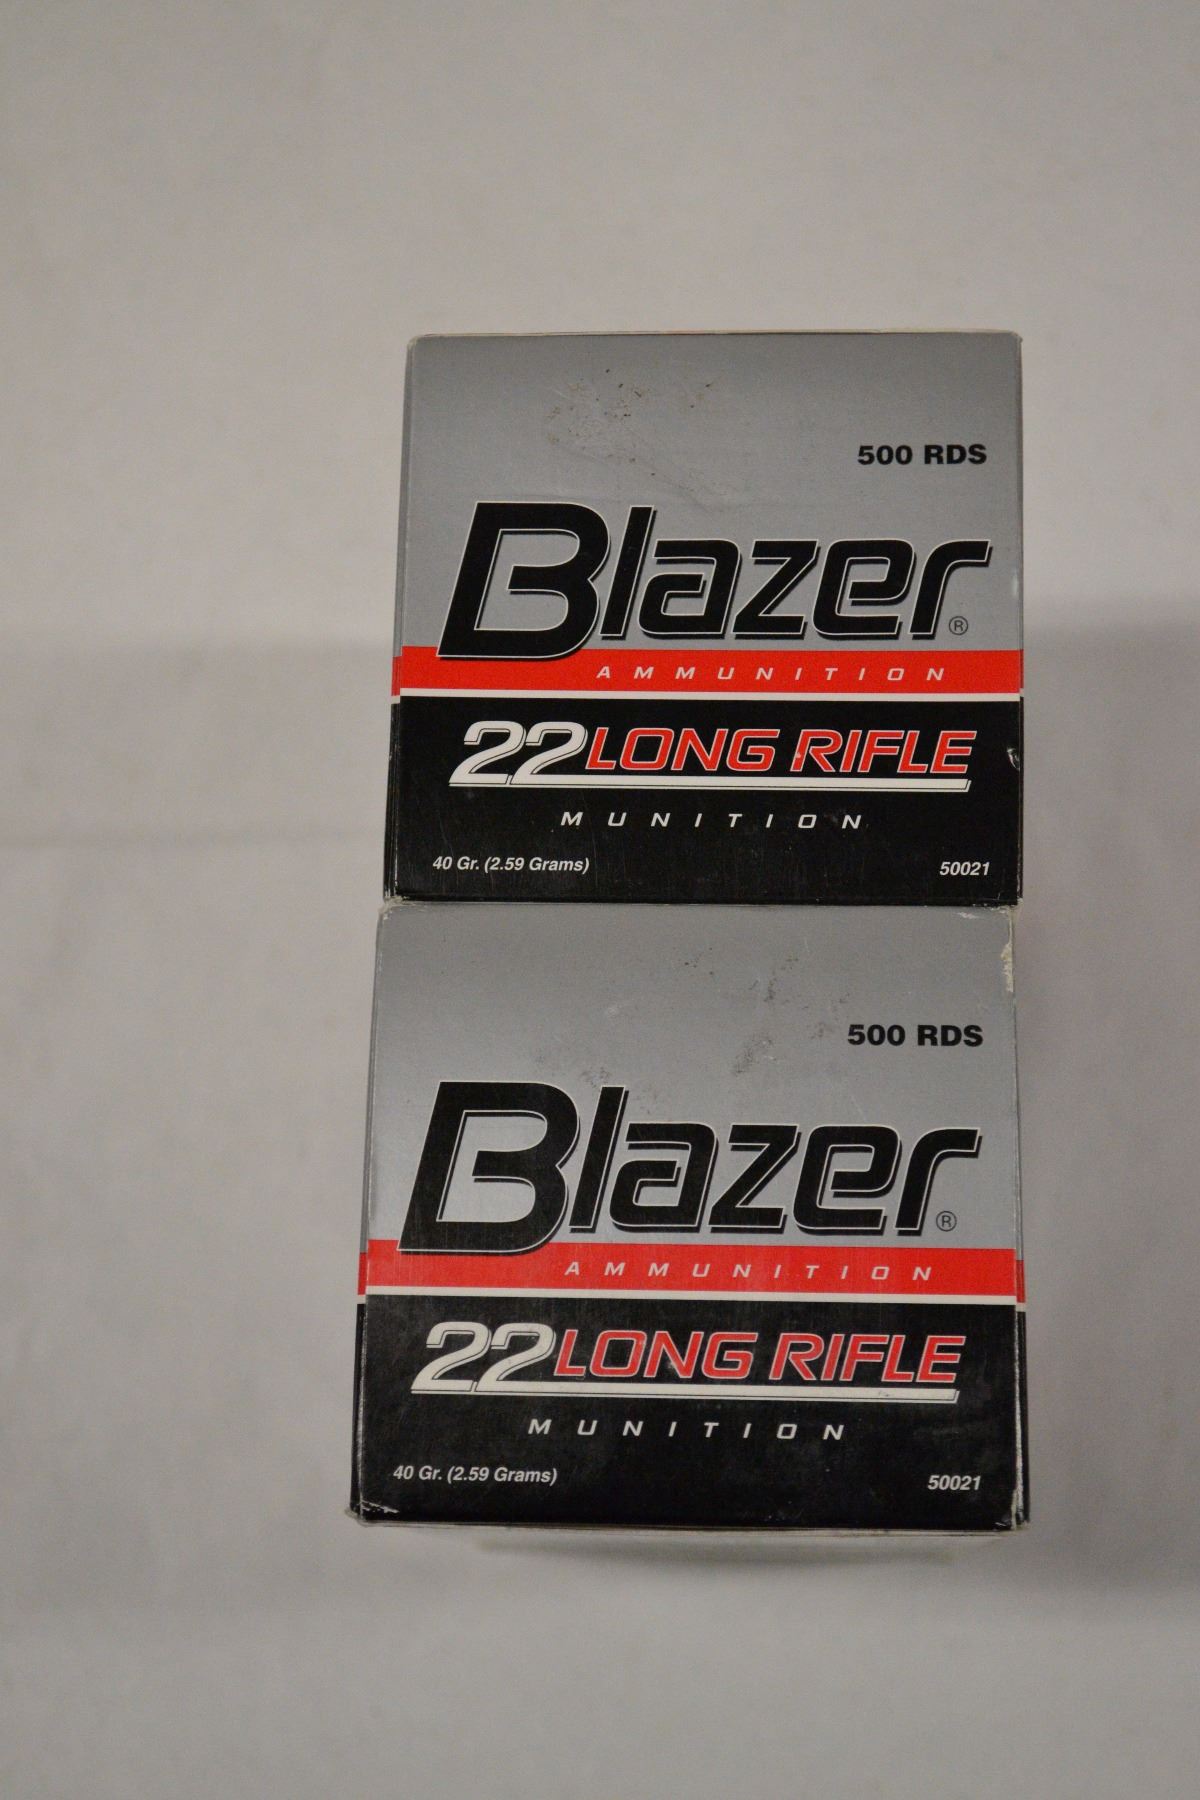 500 RDS
Blazer®
AMMUNITION
22 LONG RIFLE
MUNITION
40 Gr. (2.59 Grams) 50021
500 RDS
Blazer®
AMMUNITION
22 LONG RIFLE
MUNITION
40 Gr. (2.59 Grams) 50021